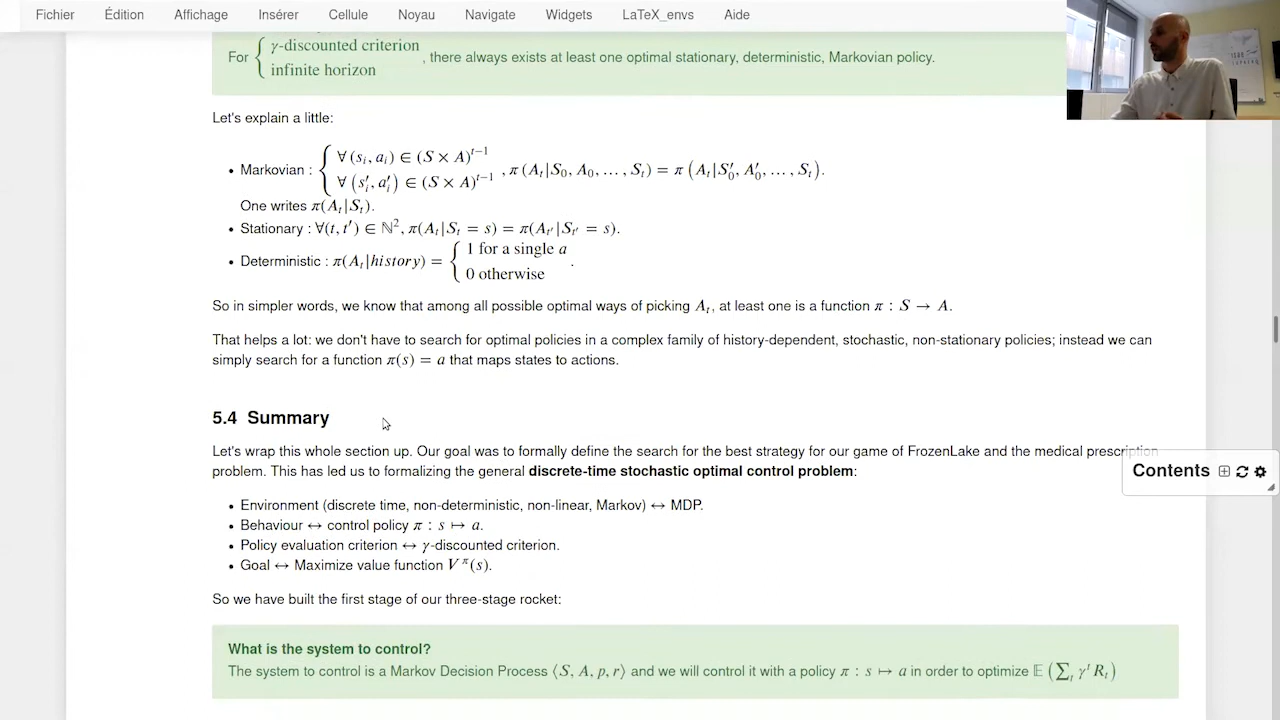 Fichier Édition Affichage Insérer Cellule Noyau Navigate Widgets LaTeX_envs Aide
For { γ-discounted criterion
infinite horizon , there always exists at least one optimal stationary, deterministic, Markovian policy.
Let's explain a little:
• Markovian : { ∀ (s_i, a_i) ∈ (S × A)^{t−1}
∀ (s'_i, a'_i) ∈ (S × A)^{t−1} , π(A_t|S_0, A_0, … , S_t) = π (A_t|S'_0, A'_0, … , S_t).
One writes π(A_t|S_t).
• Stationary : ∀(t, t') ∈ ℕ², π(A_t|S_t = s) = π(A_{t'}|S_{t'} = s).
• Deterministic : π(A_t|history) = { 1 for a single a
0 otherwise .
So in simpler words, we know that among all possible optimal ways of picking A_t, at least one is a function π : S → A.
That helps a lot: we don't have to search for optimal policies in a complex family of history-dependent, stochastic, non-stationary policies; instead we can
simply search for a function π(s) = a that maps states to actions.
5.4 Summary
Let's wrap this whole section up. Our goal was to formally define the search for the best strategy for our game of FrozenLake and the medical prescription
problem. This has led us to formalizing the general discrete-time stochastic optimal control problem:
Contents
• Environment (discrete time, non-deterministic, non-linear, Markov) ↔ MDP.
• Behaviour ↔ control policy π : s ↦ a.
• Policy evaluation criterion ↔ γ-discounted criterion.
• Goal ↔ Maximize value function V^π(s).
So we have built the first stage of our three-stage rocket:
What is the system to control?
The system to control is a Markov Decision Process ⟨S, A, p, r⟩ and we will control it with a policy π : s ↦ a in order to optimize 𝔼 (∑_t γ^t R_t)